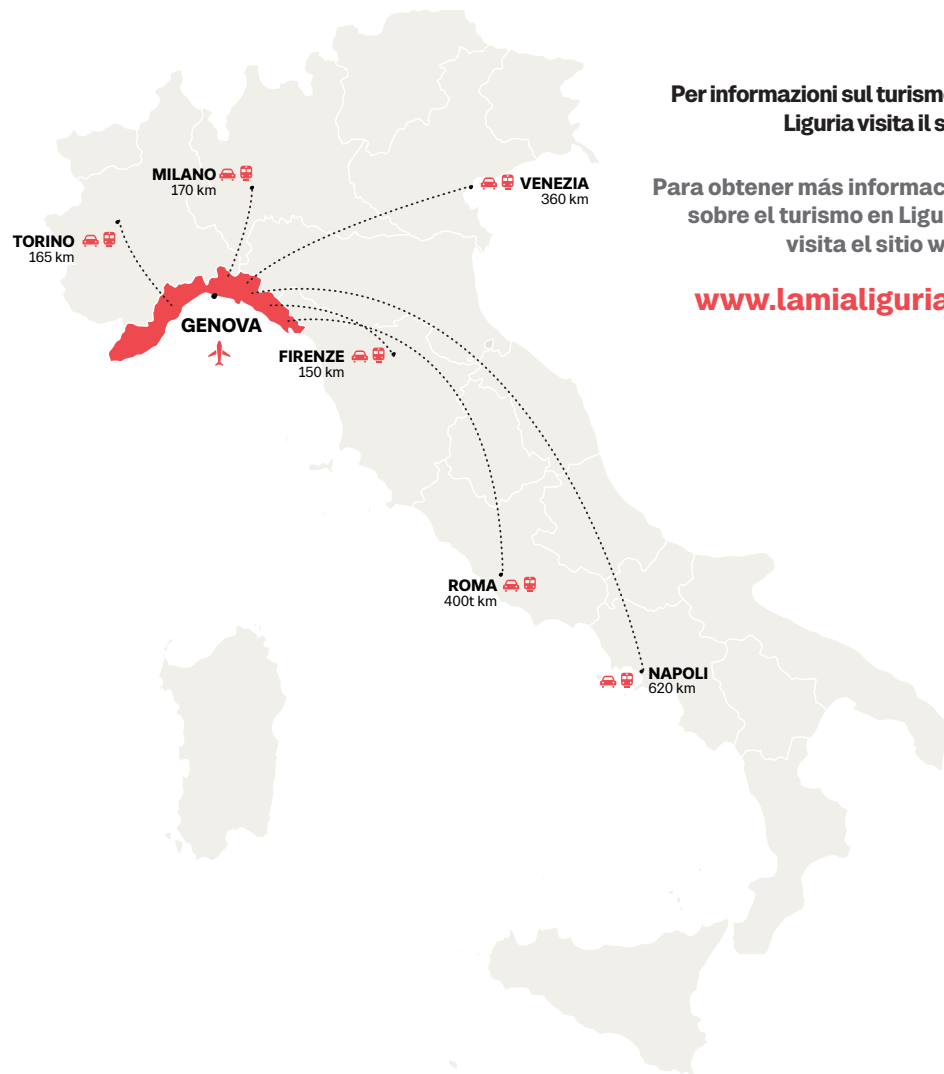 Per informazioni sul turismo
Liguria visita il s
Para obtener más informac
sobre el turismo en Ligu
visita el sitio w
www.lamialiguria
MILANO
170 km
VENEZIA
360 km
TORINO
165 km
GENOVA
FIRENZE
150 km
ROMA
400t km
NAPOLI
620 km